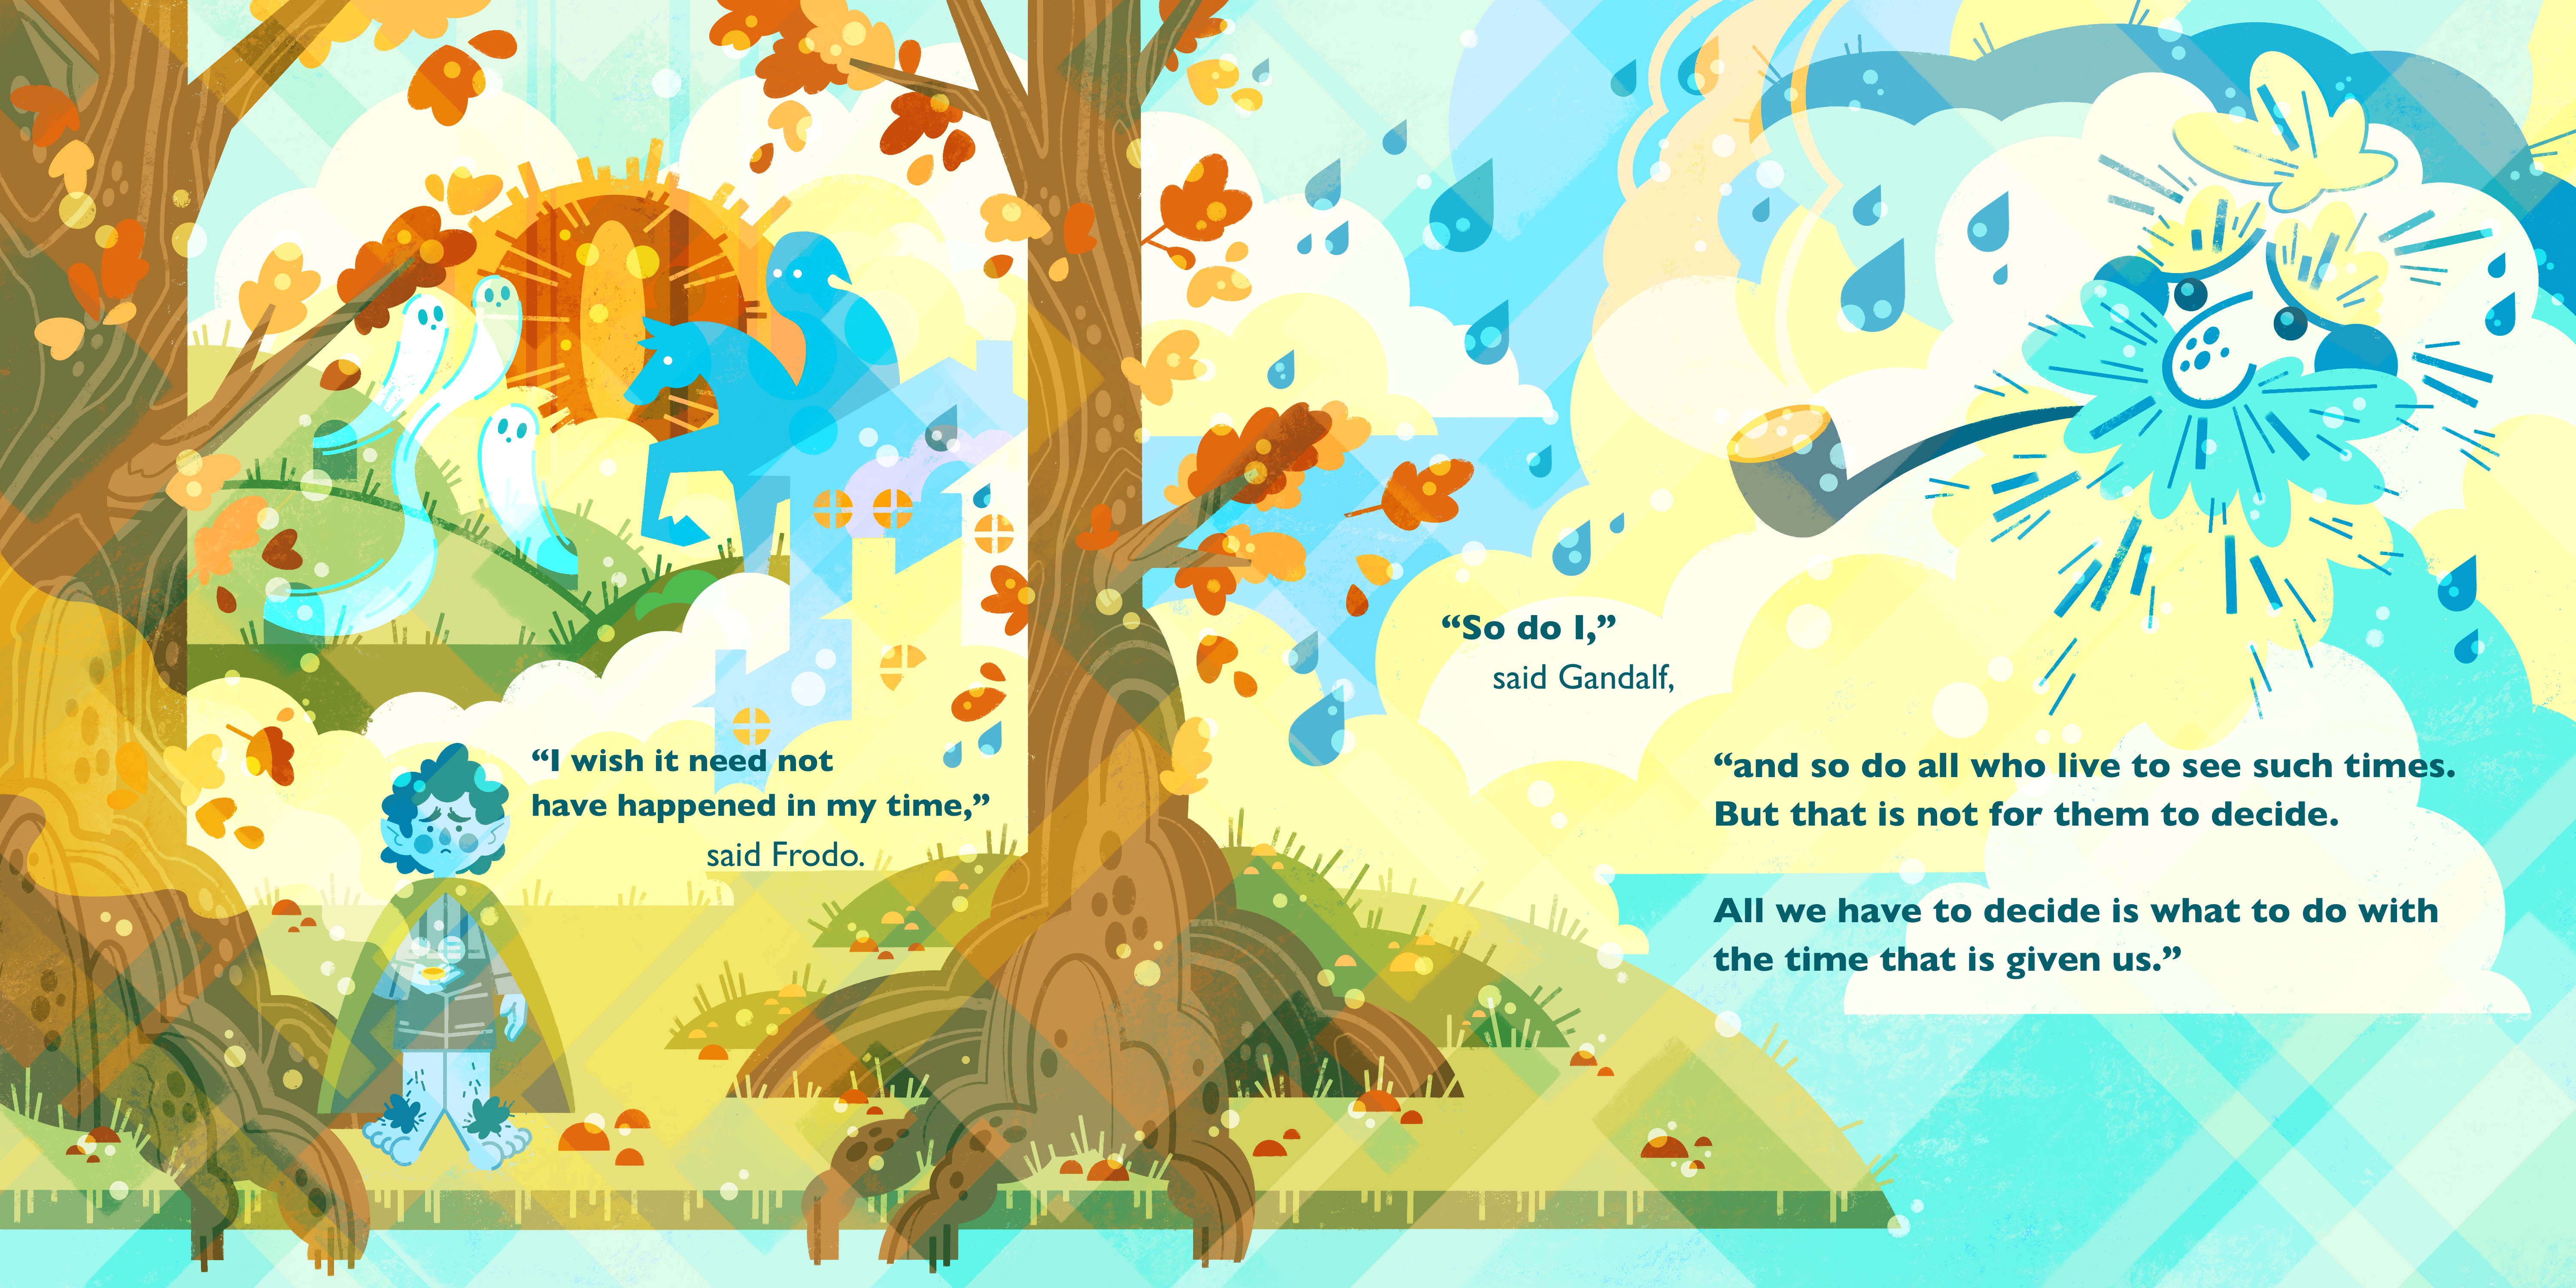 “I wish it need not
have happened in my time,”
said Frodo.
“So do I,”
said Gandalf,
“and so do all who live to see such times.
But that is not for them to decide.
All we have to decide is what to do with
the time that is given us.”